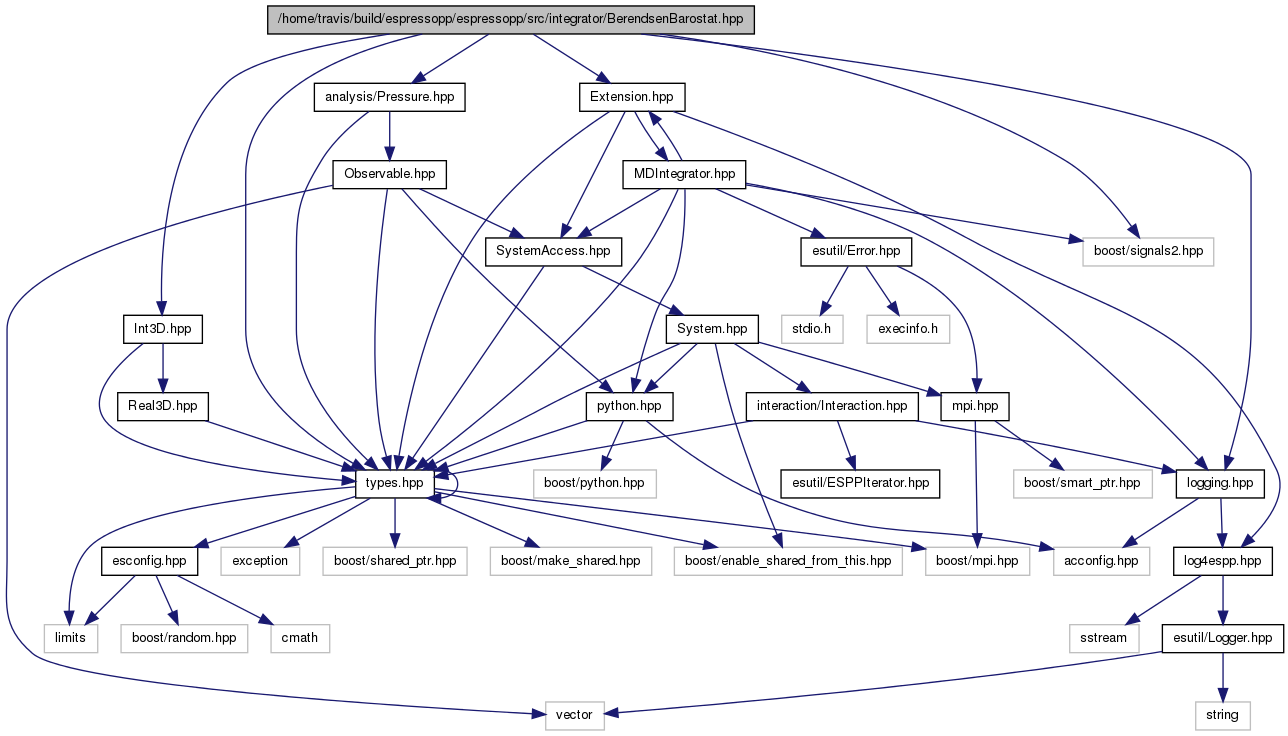 /home/travis/build/espressopp/espressopp/src/integrator/BerendsenBarostat.hpp
analysis/Pressure.hpp
Extension.hpp
Observable.hpp
MDIntegrator.hpp
SystemAccess.hpp
esutil/Error.hpp
boost/signals2.hpp
Int3D.hpp
System.hpp
stdio.h
execinfo.h
Real3D.hpp
python.hpp
interaction/Interaction.hpp
mpi.hpp
types.hpp
boost/python.hpp
esutil/ESPPIterator.hpp
boost/smart_ptr.hpp
logging.hpp
esconfig.hpp
exception
boost/shared_ptr.hpp
boost/make_shared.hpp
boost/enable_shared_from_this.hpp
boost/mpi.hpp
acconfig.hpp
log4espp.hpp
limits
boost/random.hpp
cmath
sstream
esutil/Logger.hpp
vector
string